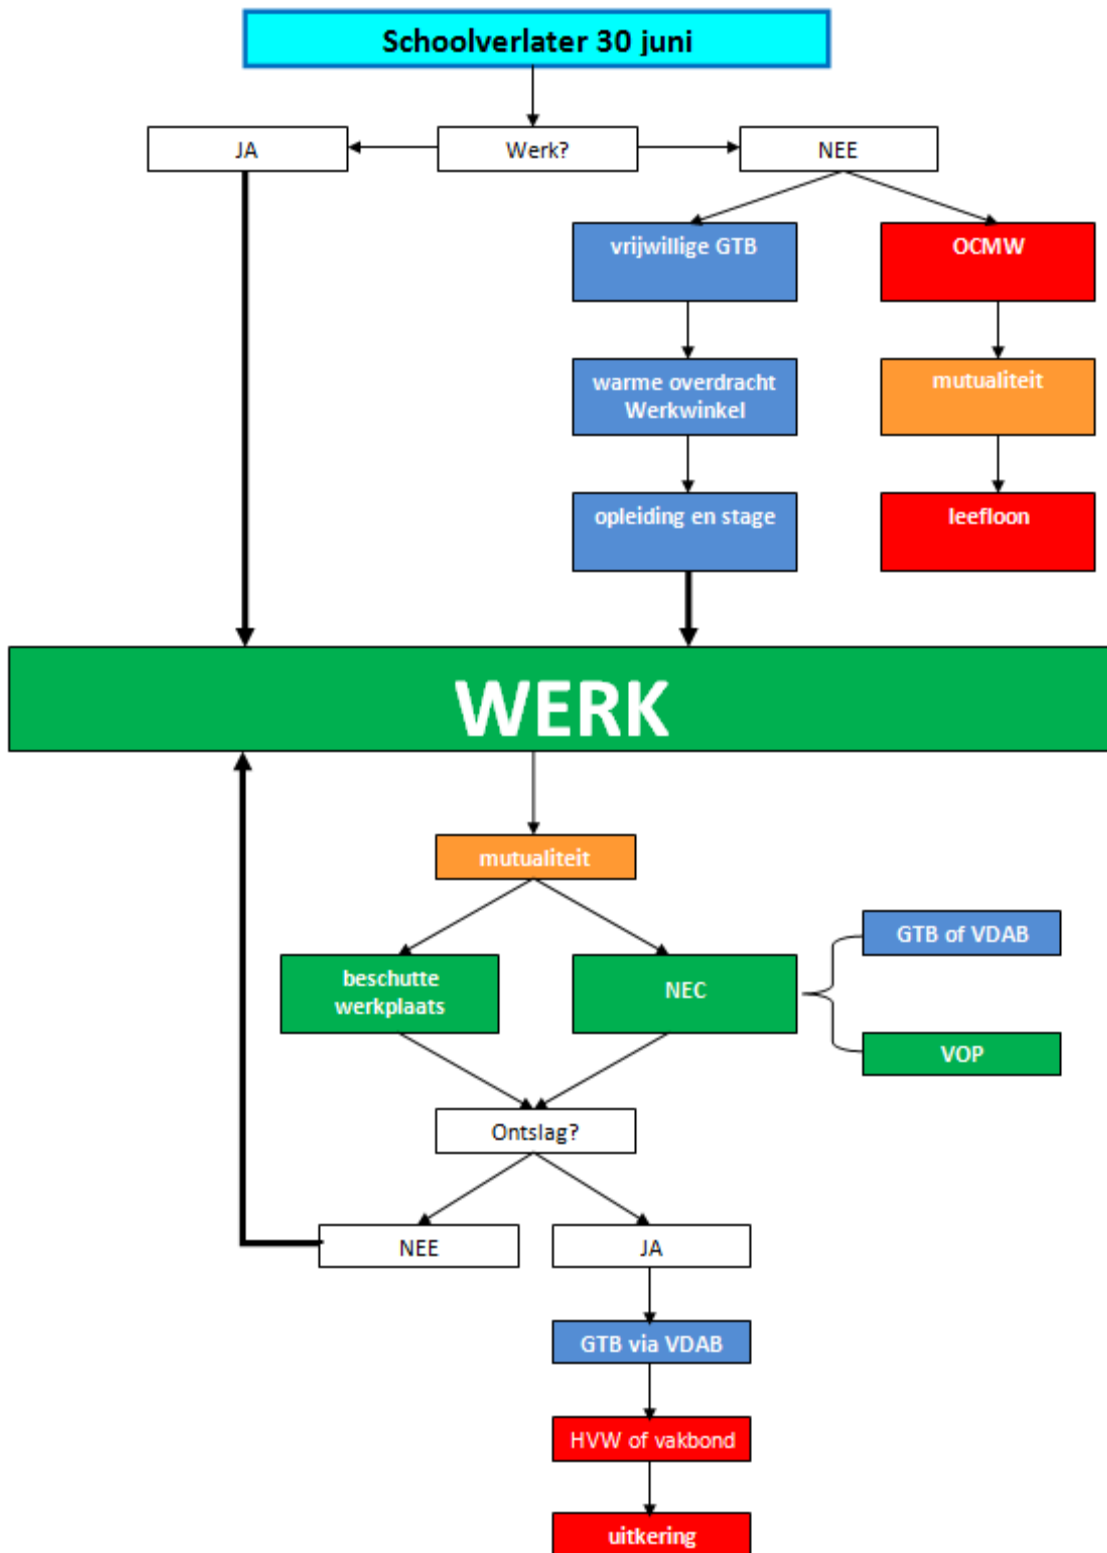 Schoolverlater 30 juni
JA
Werk?
NEE
vrijwillige GTB
OCMW
warme overdracht
Werkwinkel
mutualiteit
opleiding en stage
leefloon
WERK
mutualiteit
GTB of VDAB
beschutte
werkplaats
NEC
VOP
Ontslag?
NEE
JA
GTB via VDAB
HVW of vakbond
uitkering